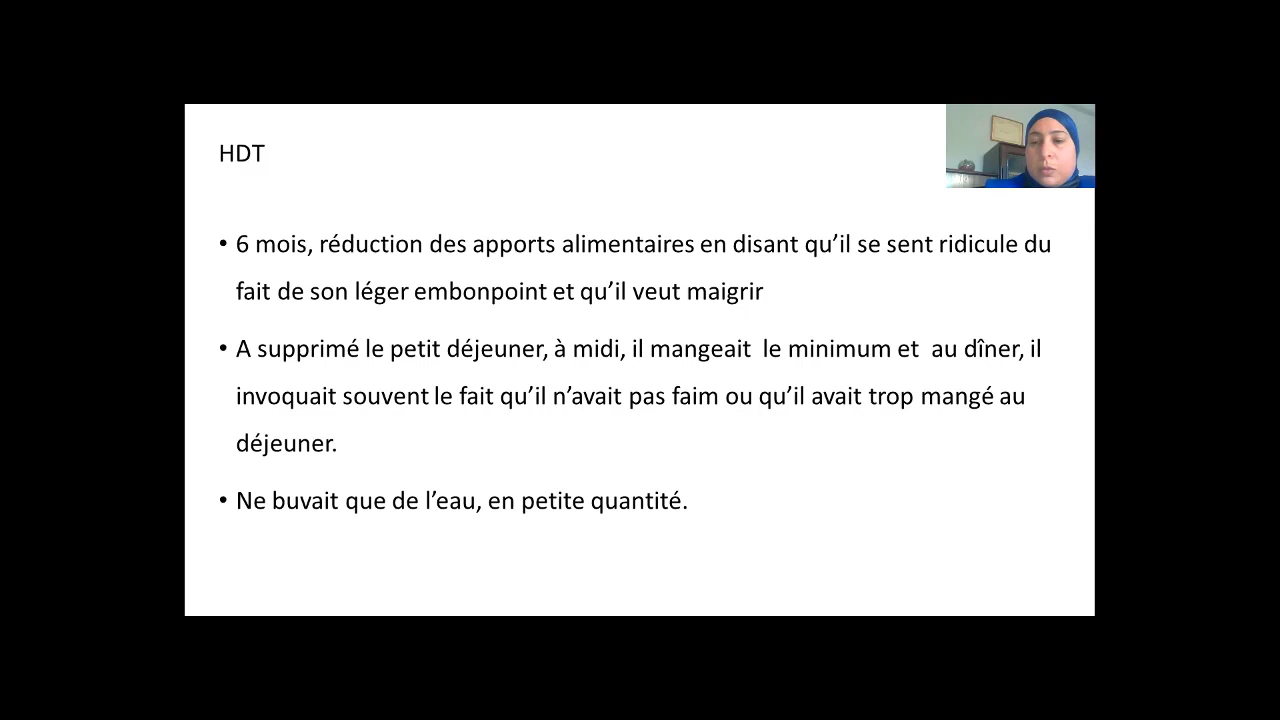 HDT
• 6 mois, réduction des apports alimentaires en disant qu’il se sent ridicule du
fait de son léger embonpoint et qu’il veut maigrir
• A supprimé le petit déjeuner, à midi, il mangeait  le minimum et  au dîner, il
invoquait souvent le fait qu’il n’avait pas faim ou qu’il avait trop mangé au
déjeuner.
• Ne buvait que de l’eau, en petite quantité.